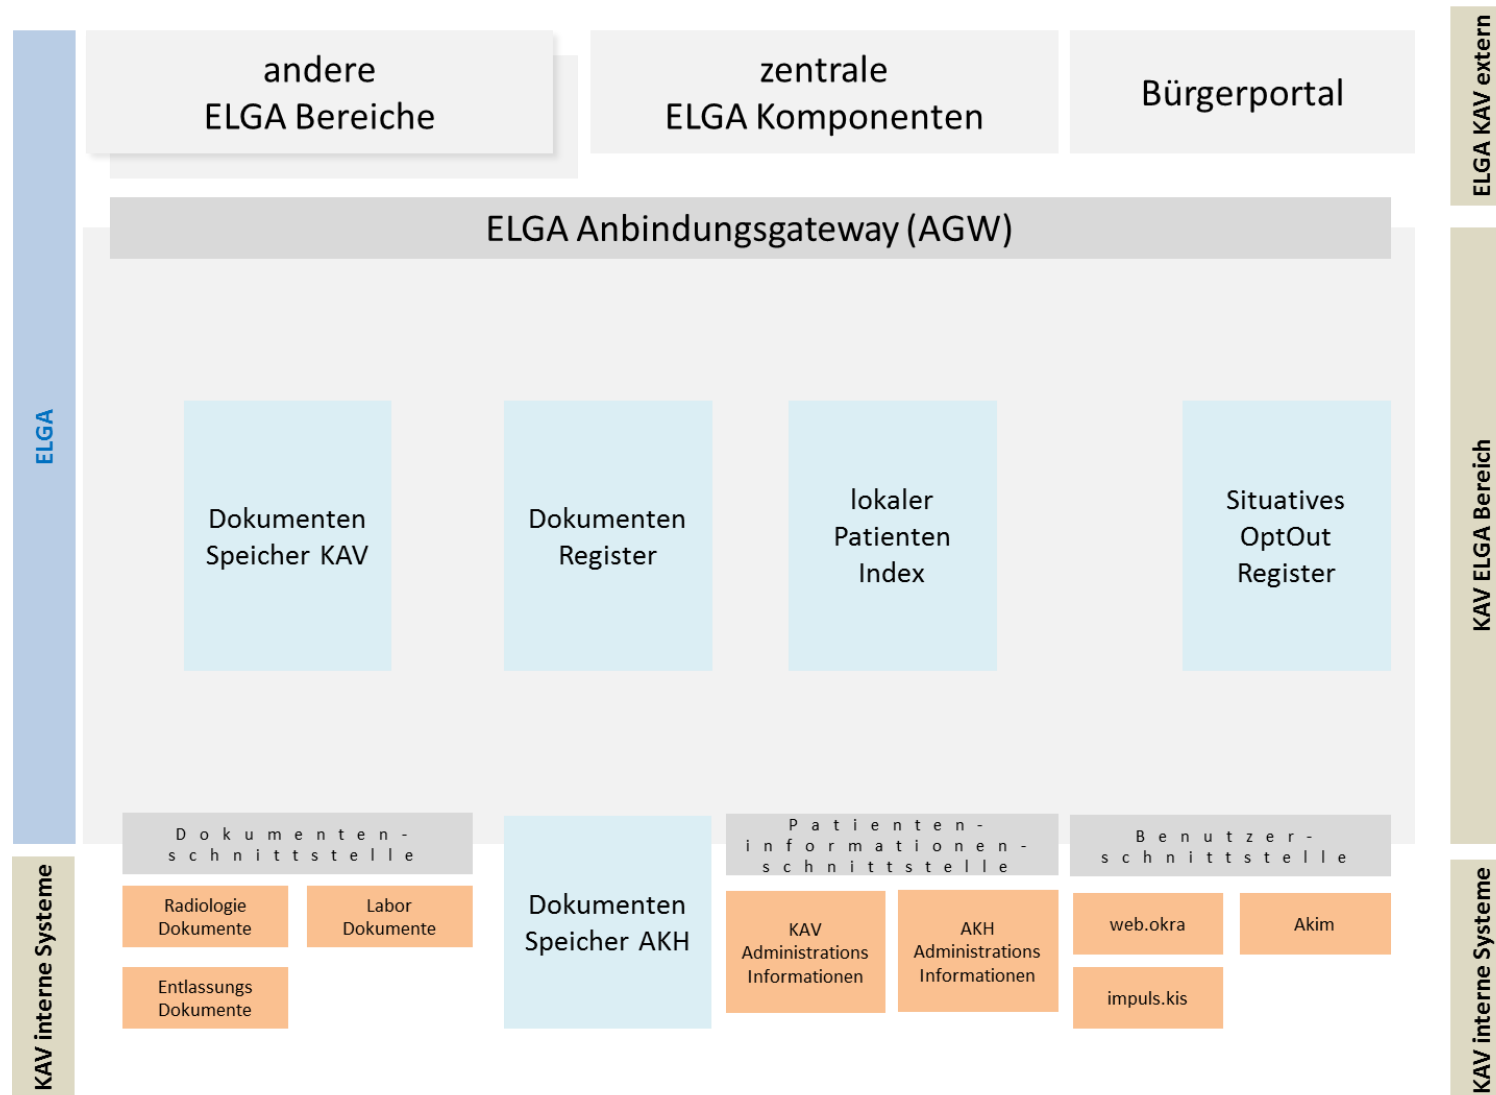 andere
ELGA Bereiche
zentrale
ELGA Komponenten
Bürgerportal
ELGA KAV extern
ELGA Anbindungsgateway (AGW)
ELGA
Dokumenten
Speicher KAV
Dokumenten
Register
lokaler
Patienten
Index
Situatives
OptOut
Register
KAV ELGA Bereich
Dokumenten-
schnittstelle
Patienten-
informationen-
schnittstelle
Benutzer-
schnittstelle
KAV interne Systeme
Radiologie
Dokumente
Labor
Dokumente
Entlassungs
Dokumente
Dokumenten
Speicher AKH
KAV
Administrations
Informationen
AKH
Administrations
Informationen
web.okra
Akim
impuls.kis
KAV interne Systeme